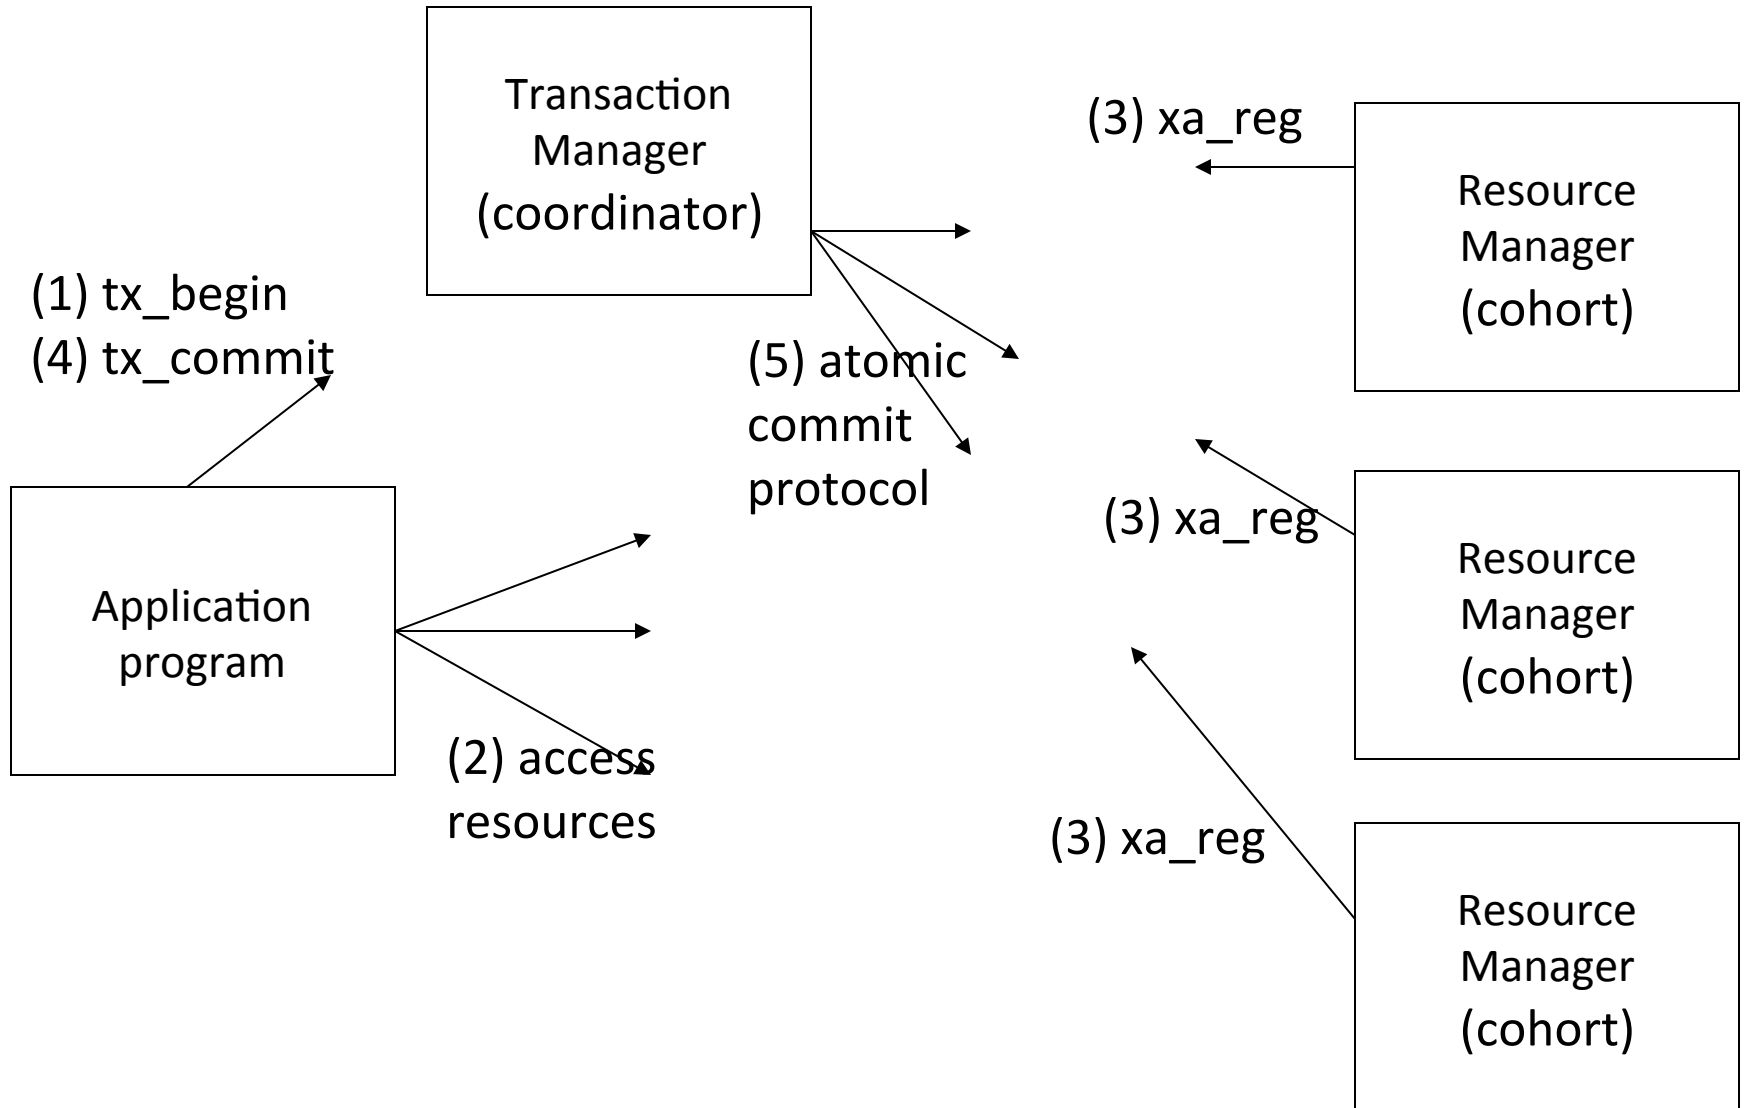 Transaction
Manager
(coordinator)
(3) xa_reg
Resource
Manager
(cohort)
(1) tx_begin
(4) tx_commit
(5) atomic
commit
protocol
(3) xa_reg
Resource
Manager
(cohort)
Application
program
(2) access
resources
(3) xa_reg
Resource
Manager
(cohort)